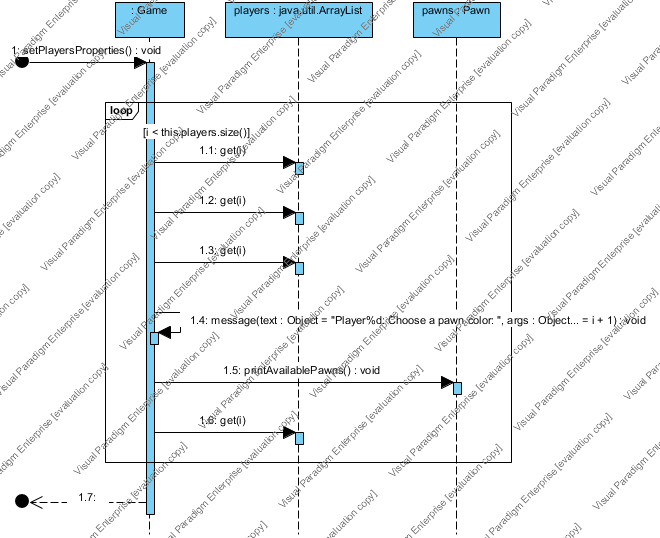 : Game
players : java.util.ArrayList
pawns : Pawn
1: setPlayersProperties() : void
loop
[i < this.players.size()]
1.1: get(i)
1.2: get(i)
1.3: get(i)
1.4: message(text : Object = "Player%d: Choose a pawn color: ", args : Object... = i + 1) : void
1.5: printAvailablePawns() : void
1.6: get(i)
1.7:
Visual Paradigm Enterprise [evaluation copy]